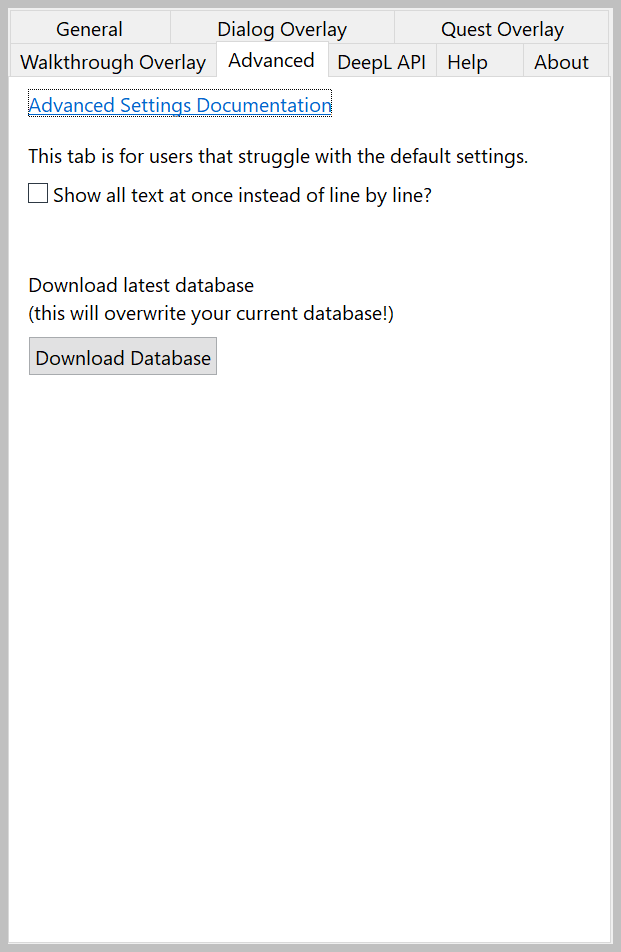 General
Dialog Overlay
Quest Overlay
Walkthrough Overlay
Advanced
DeepL API
Help
About
Advanced Settings Documentation
This tab is for users that struggle with the default settings.
Show all text at once instead of line by line?
Download latest database
(this will overwrite your current database!)
Download Database